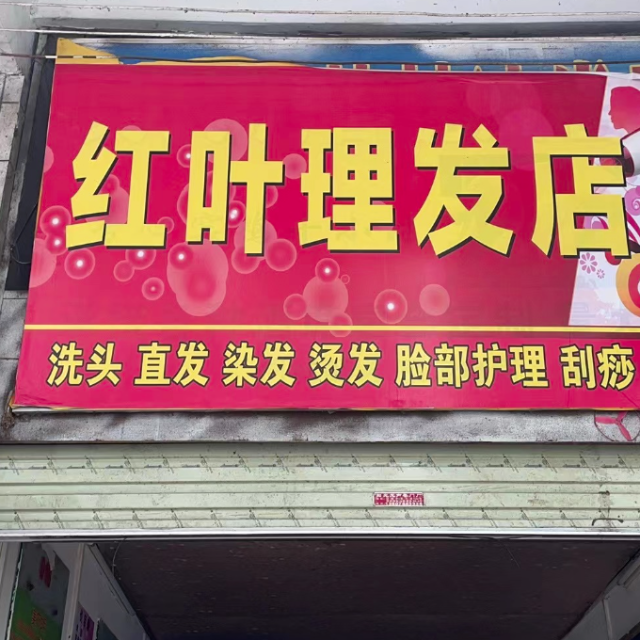 红叶理发店
洗头 直发 染发 烫发 脸部护理 刮痧